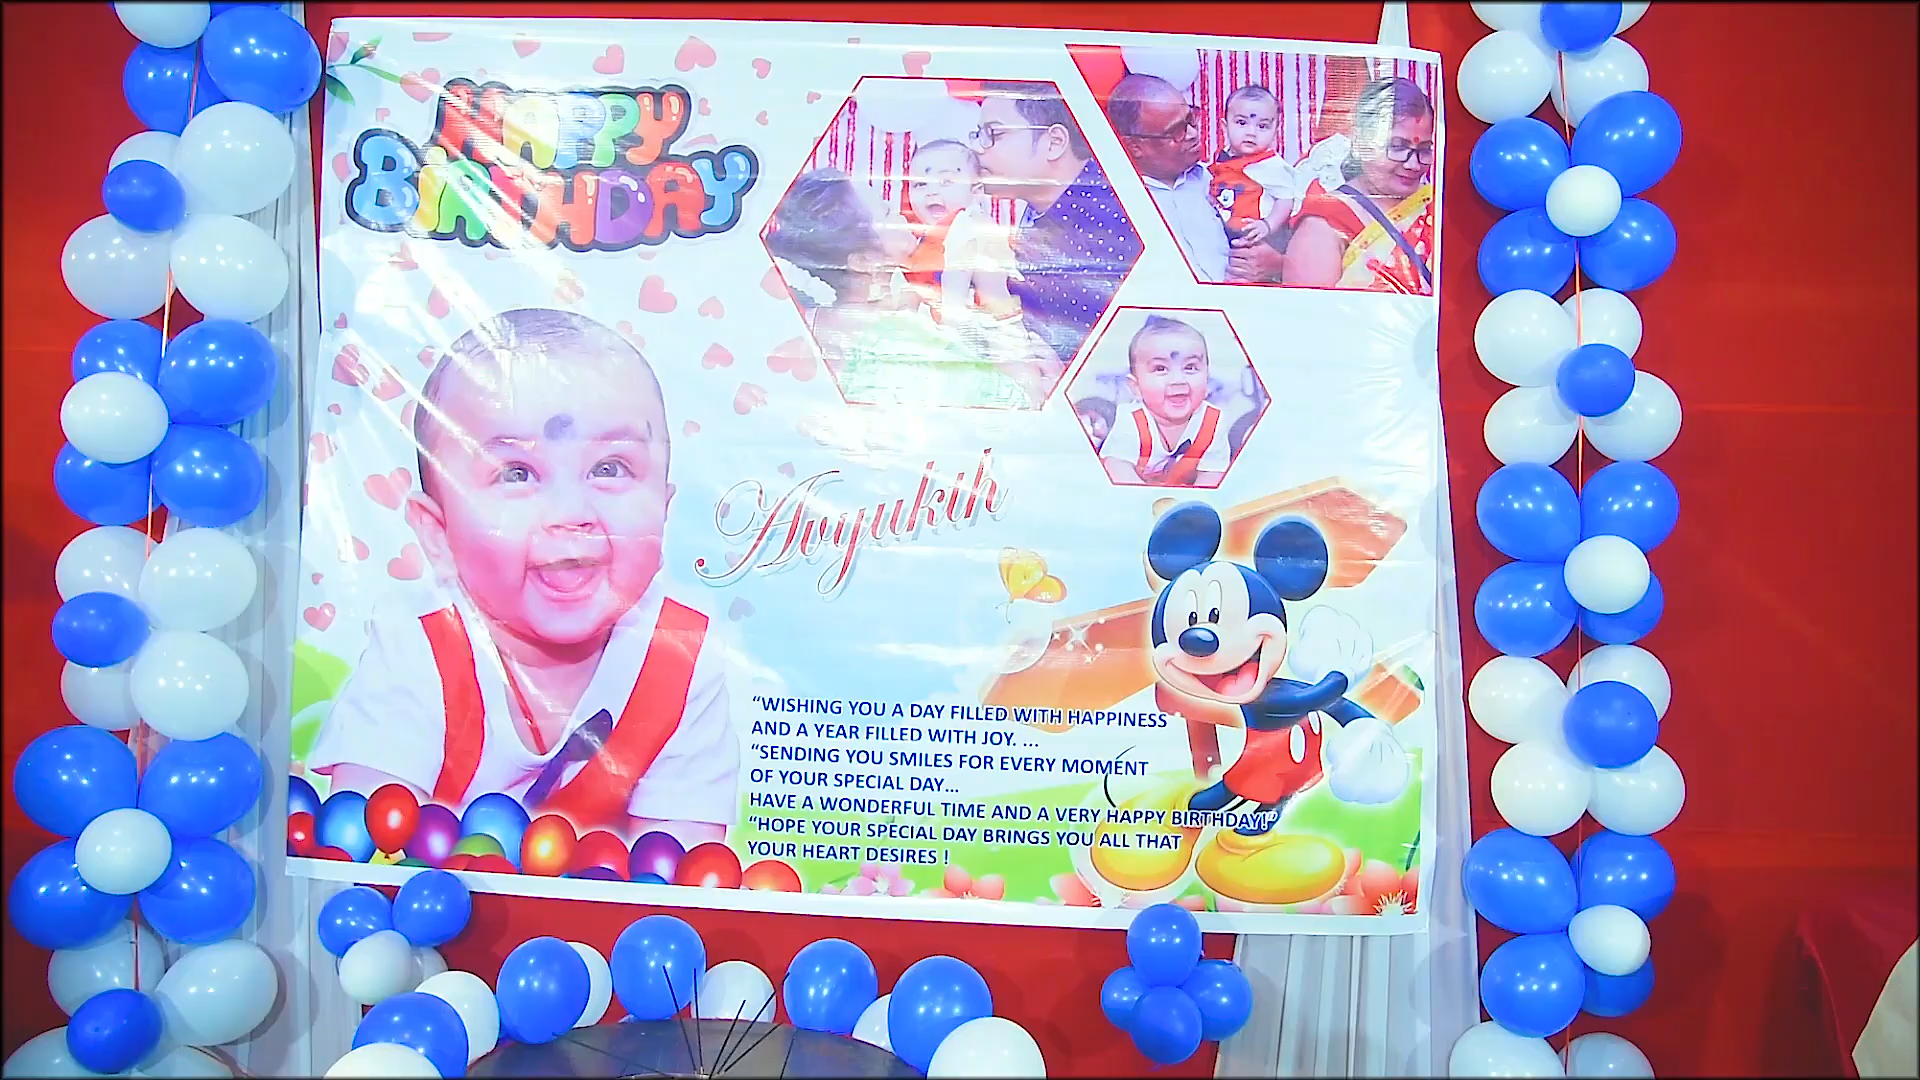 HAPPY
BIRTHDAY
Avyukth
“WISHING YOU A DAY FILLED WITH HAPPINESS
AND A YEAR FILLED WITH JOY. ...
“SENDING YOU SMILES FOR EVERY MOMENT
OF YOUR SPECIAL DAY...
HAVE A WONDERFUL TIME AND A VERY HAPPY BIRTHDAY!”
“HOPE YOUR SPECIAL DAY BRINGS YOU ALL THAT
YOUR HEART DESIRES !